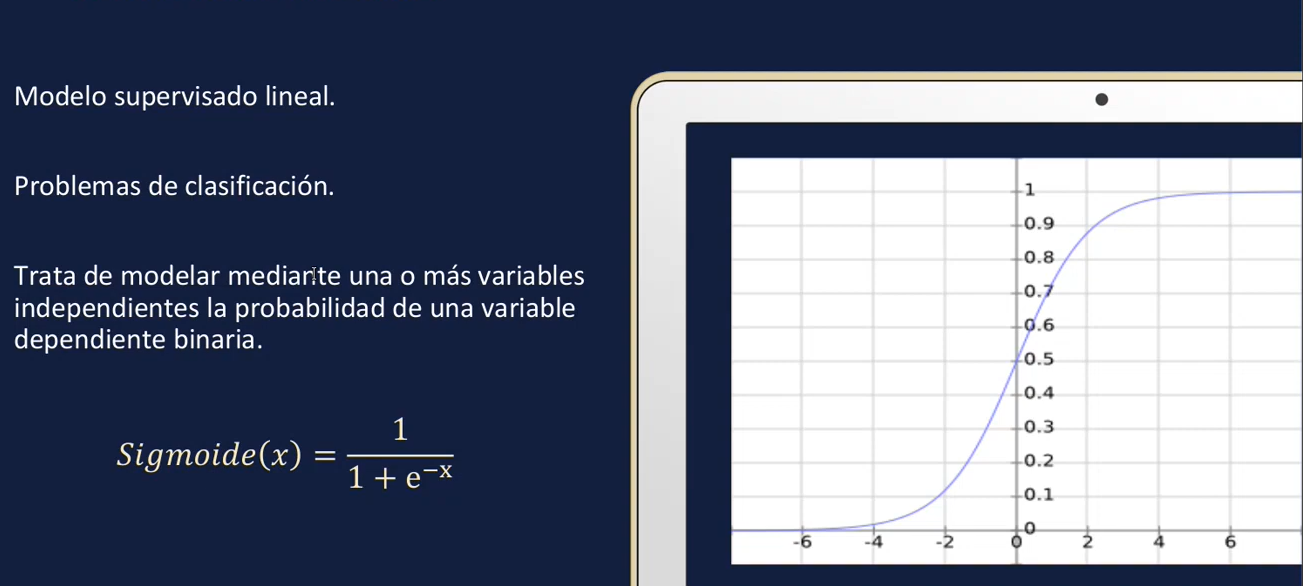 Modelo supervisado lineal.
Problemas de clasificación.
Trata de modelar mediante una o más variables
independientes la probabilidad de una variable
dependiente binaria.
Sigmoide(x) = 1 / (1 + e^{-x})
1
0.9
0.8
0.7
0.6
0.5
0.4
0.3
0.2
0.1
0
-6 -4 -2 0 2 4 6